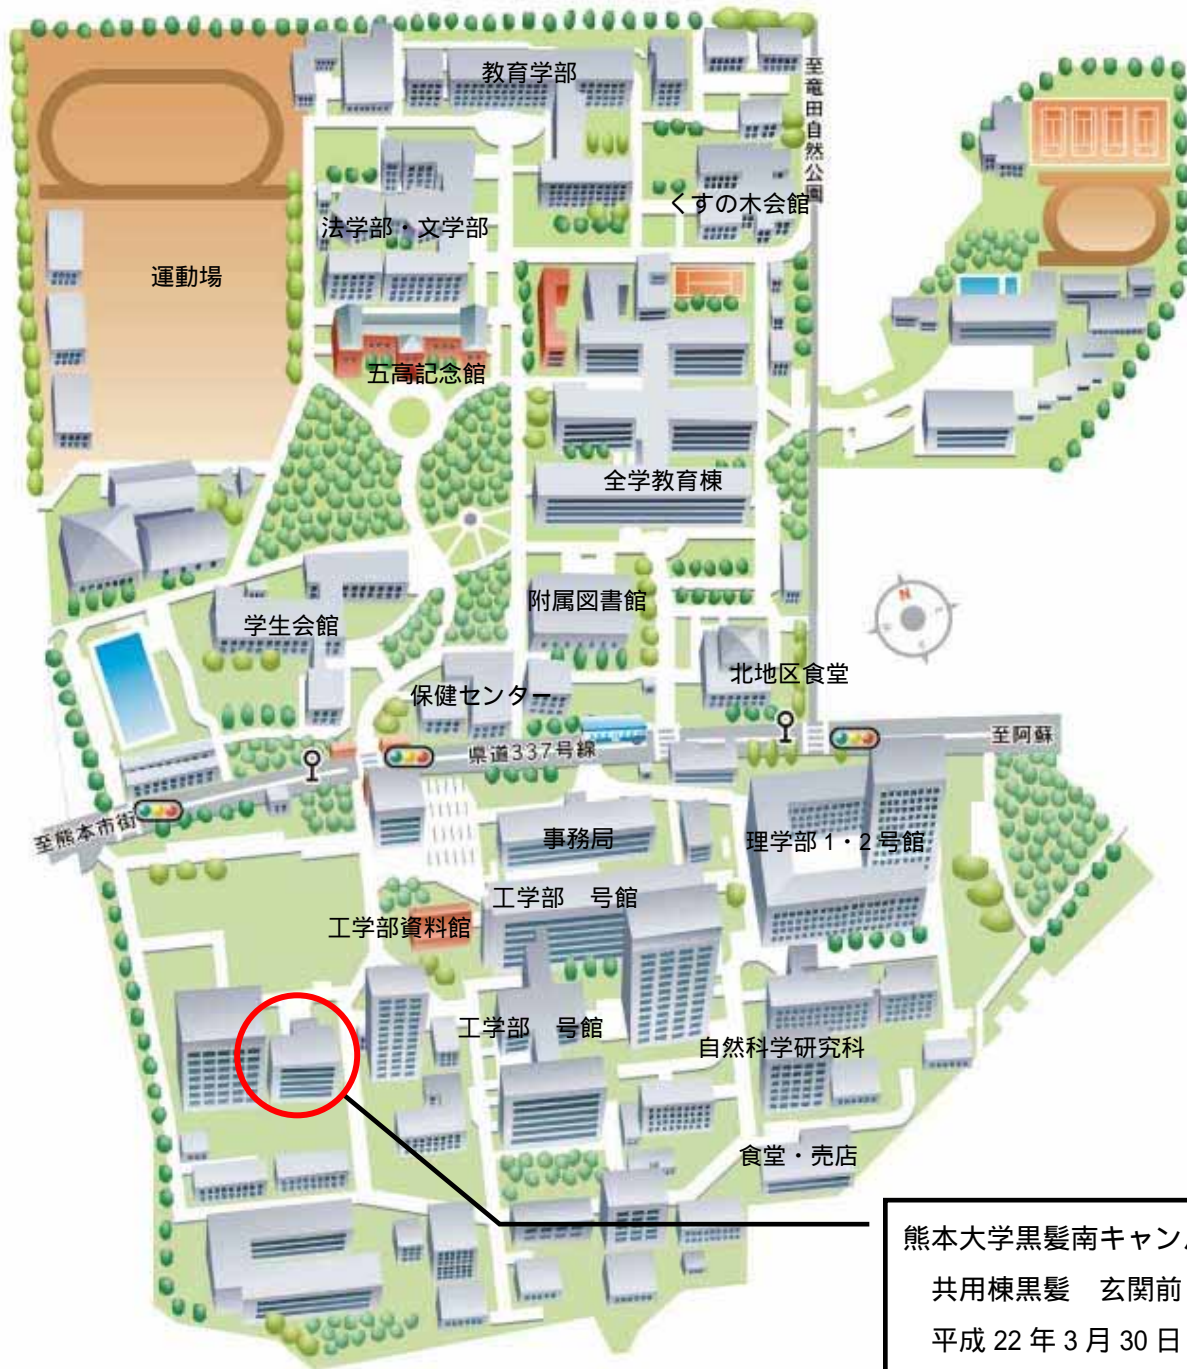 教育学部
至竜田自然公園
くすの木会館
法学部・文学部
運動場
五高記念館
全学教育棟
附属図書館
N
学生会館
北地区食堂
保健センター
県道337号線
至阿蘇
至熊本市街
事務局
理学部1・2号館
工学部　号館
工学部資料館
工学部　号館
自然科学研究科
食堂・売店
熊本大学黒髪南キャン
共用棟黒髪　玄関前
平成 22 年 3 月 30 日